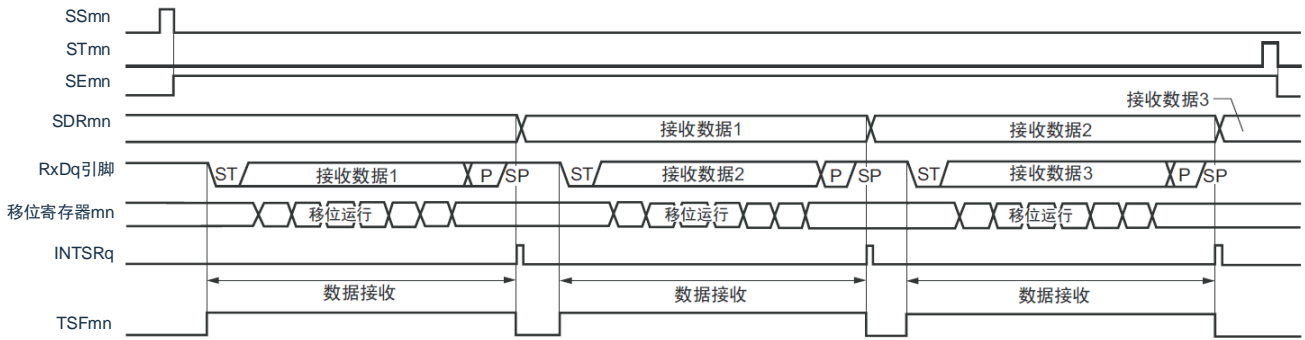 SSmn
STmn
SEmn
接收数据3
SDRmn 接收数据1 接收数据2
RxDq引脚 ST 接收数据1 P SP ST 接收数据2 P SP ST 接收数据3 P SP
移位寄存器mn 移位运行 移位运行 移位运行
INTSRq
数据接收 数据接收 数据接收
TSFmn